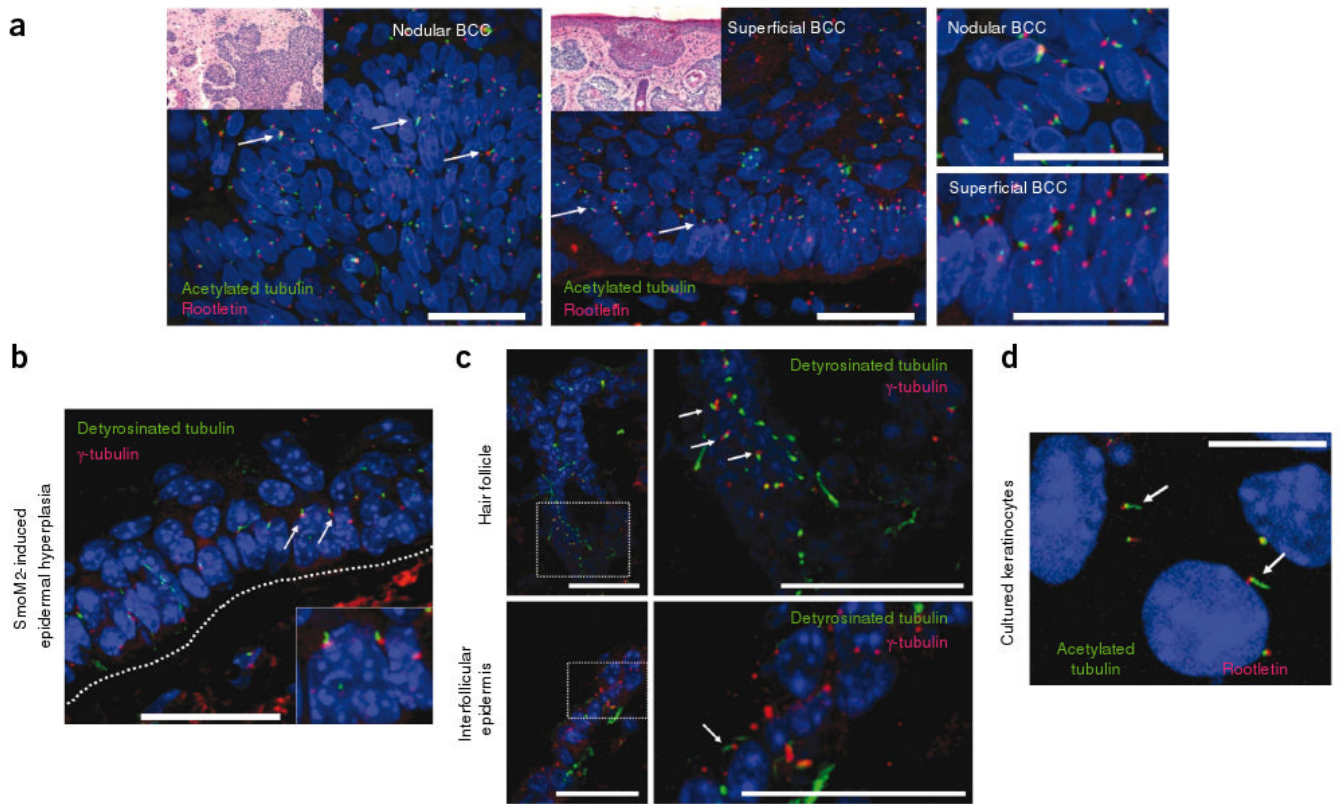 a
Nodular BCC
Acetylated tubulin
Rootletin
Superficial BCC
Acetylated tubulin
Rootletin
Nodular BCC
Superficial BCC
b
SmoM2-induced
epidermal hyperplasia
Detyrosinated tubulin
γ-tubulin
c
Hair follicle
Detyrosinated tubulin
γ-tubulin
Interfollicular
epidermis
Detyrosinated tubulin
γ-tubulin
d
Cultured keratinocytes
Acetylated
tubulin
Rootletin